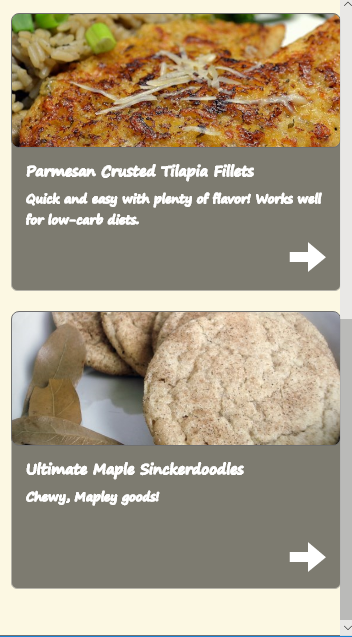 Parmesan Crusted Tilapia Fillets
Quick and easy with plenty of flavor! Works well
for low-carb diets.
Ultimate Maple Sinckerdoodles
Chewy, Mapley goods!